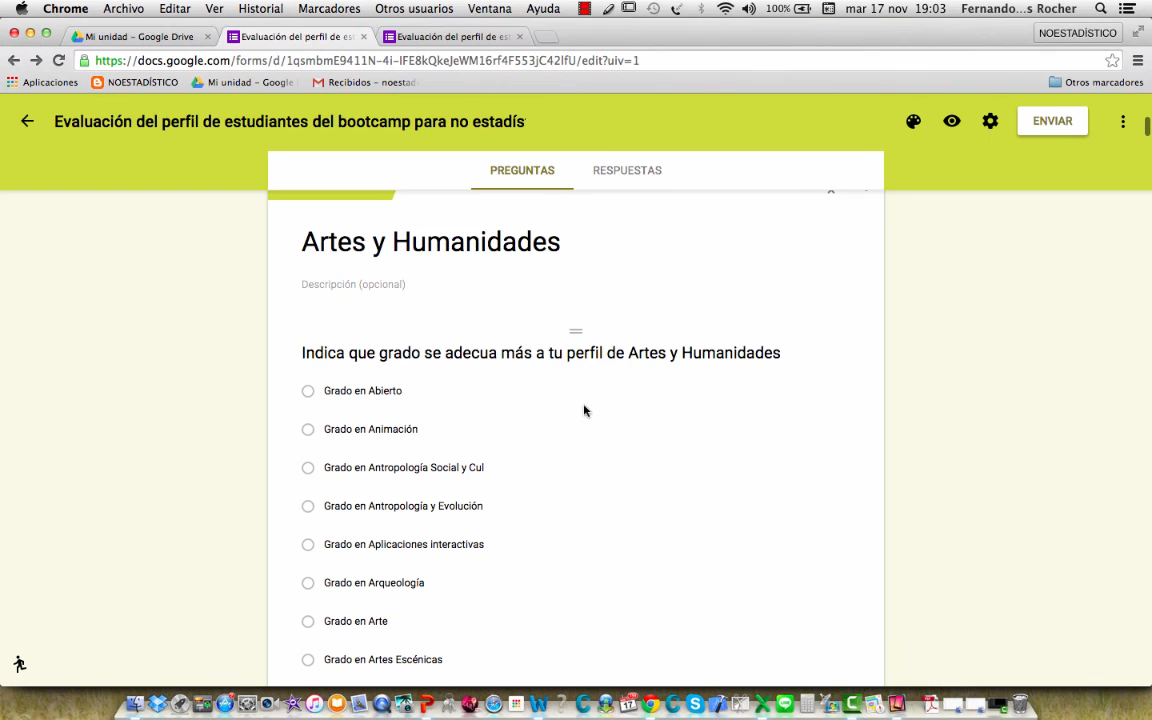 Chrome Archivo Editar Ver Historial Marcadores Otros usuarios Ventana Ayuda 100% mar 17 nov 19:03 Fernando...s Rocher
Mi unidad – Google Drive Evaluación del perfil de es Evaluación del perfil de es NOESTADÍSTICO
https://docs.google.com/forms/d/1qsmbmE9411N-4i-IFE8kQkeJeWM16rf4F553jC42lfU/edit?uiv=1
Aplicaciones NOESTADÍSTICO Mi unidad – Google Recibidos – noestad Otros marcadores
Evaluación del perfil de estudiantes del bootcamp para no estadís ENVIAR
PREGUNTAS RESPUESTAS
Artes y Humanidades
Descripción (opcional)
Indica que grado se adecua más a tu perfil de Artes y Humanidades
Grado en Abierto
Grado en Animación
Grado en Antropología Social y Cul
Grado en Antropología y Evolución
Grado en Aplicaciones interactivas
Grado en Arqueología
Grado en Arte
Grado en Artes Escénicas